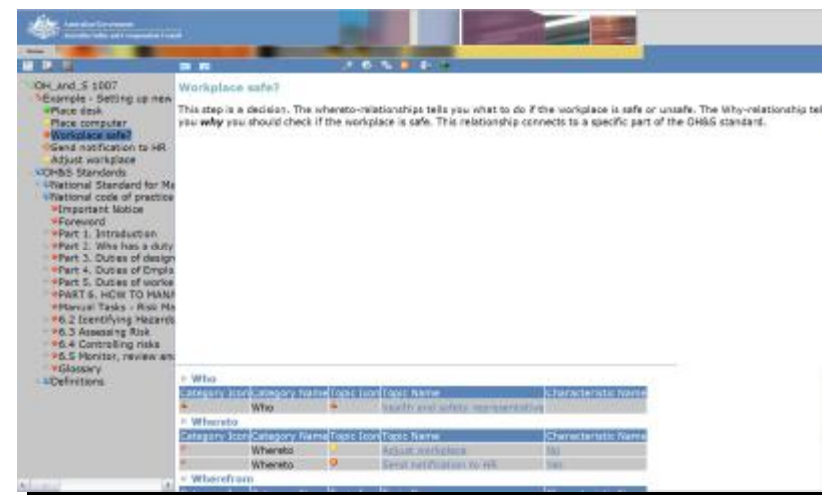 Australian Government
Home
OH_and_S 1007
Example - Setting up new
Place desk
Place computer
Workplace safe?
Send notification to HR
Adjust workplace
OH&S Standards
National Standard for Ma
National code of practice
Important Notice
Foreword
Part 1. Introduction
Part 2. Who has a duty
Part 3. Duties of design
Part 4. Duties of Emplo
Part 5. Duties of worke
PART 6. HOW TO MANA
Manual Tasks - Risk Ma
6.2 Identifying Hazards
6.3 Assessing Risk
6.4 Controlling risks
6.5 Monitor, review an
Glossary
Definitions
Workplace safe?
This step is a decision. The whereto-relationships tells you what to do if the workplace is safe or unsafe. The Why-relationship tel
you why you should check if the workplace is safe. This relationship connects to a specific part of the OH&S standard.
Who
Category Icon Category Name Topic Icon Topic Name Characteristic Name
Who health and safety representative
Whereto
Category Icon Category Name Topic Icon Topic Name Characteristic Name
Whereto Adjust workplace No
Whereto Send notification to HR Yes
Wherefrom